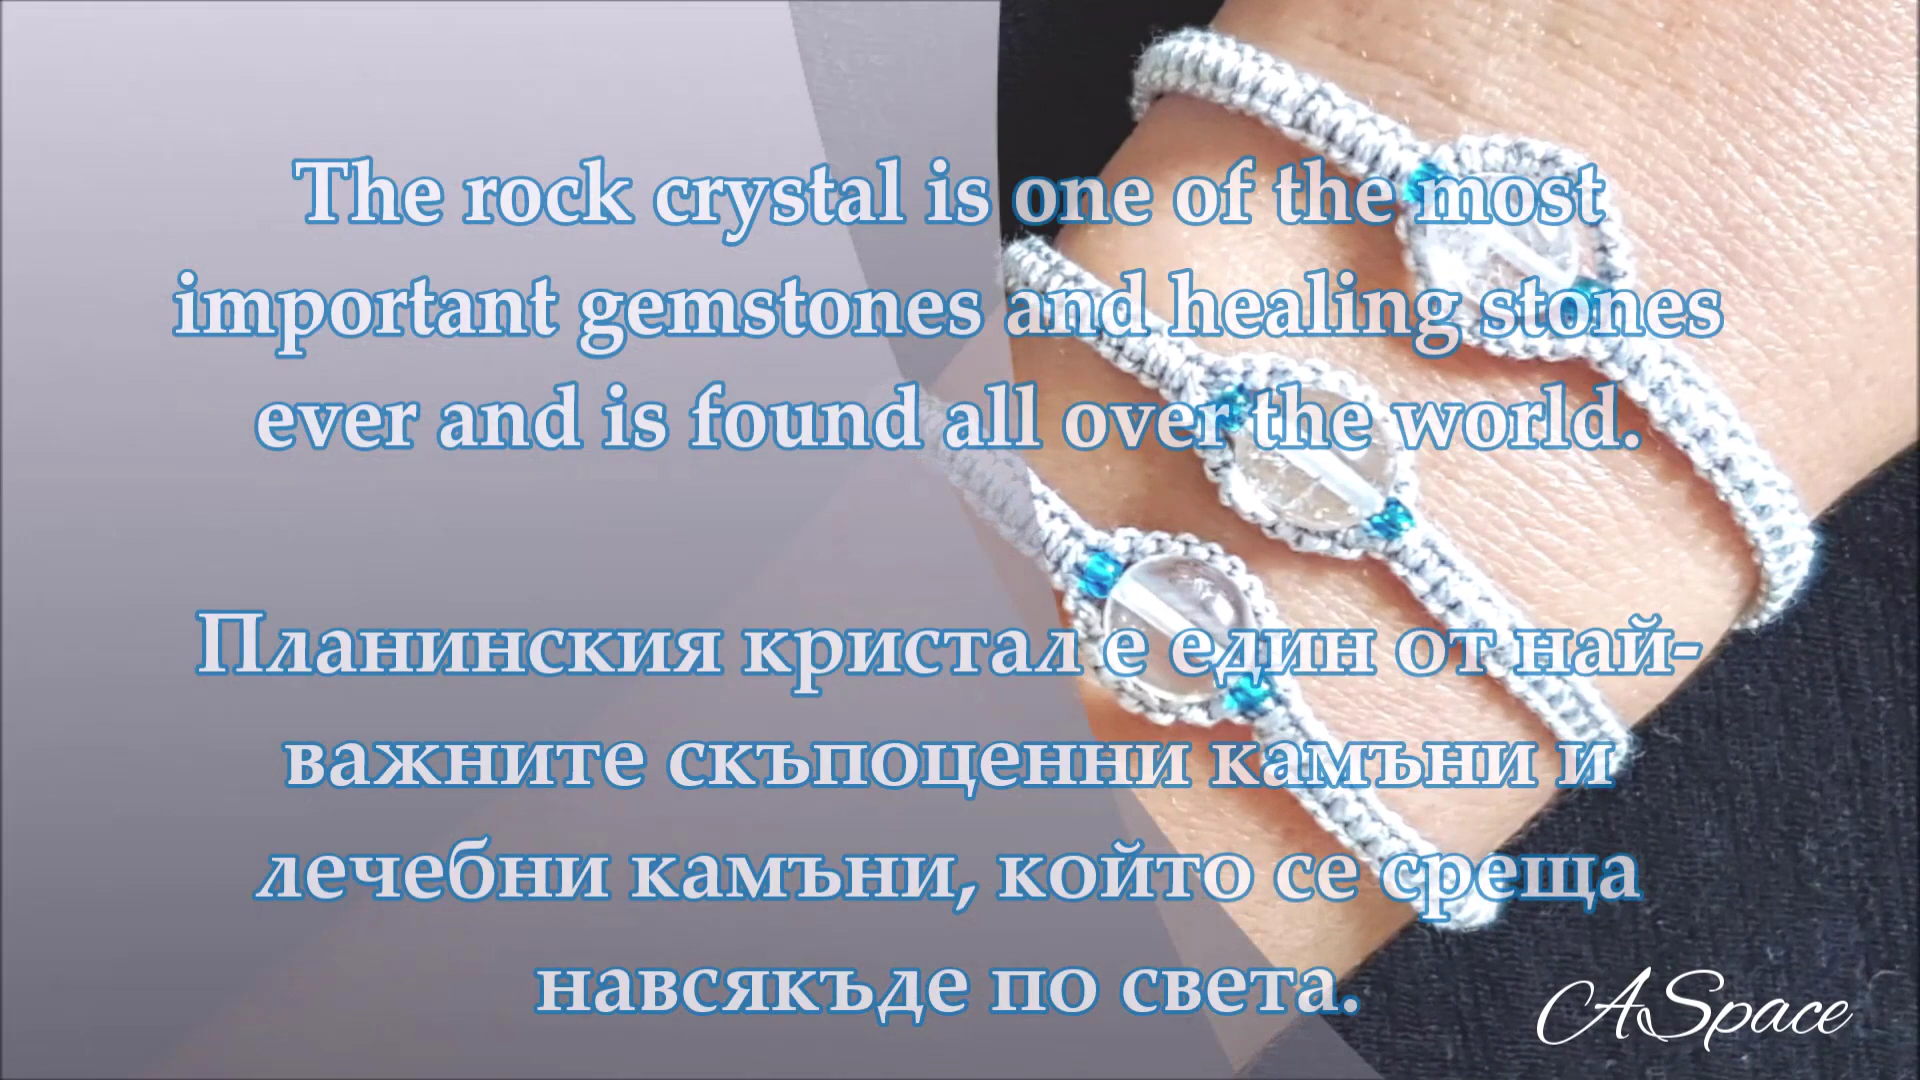 The rock crystal is one of the most
important gemstones and healing stones
ever and is found all over the world.
Планинския кристал е един от най-
важните скъпоценни камъни и
лечебни камъни, който се среща
навсякъде по света.
ASpace